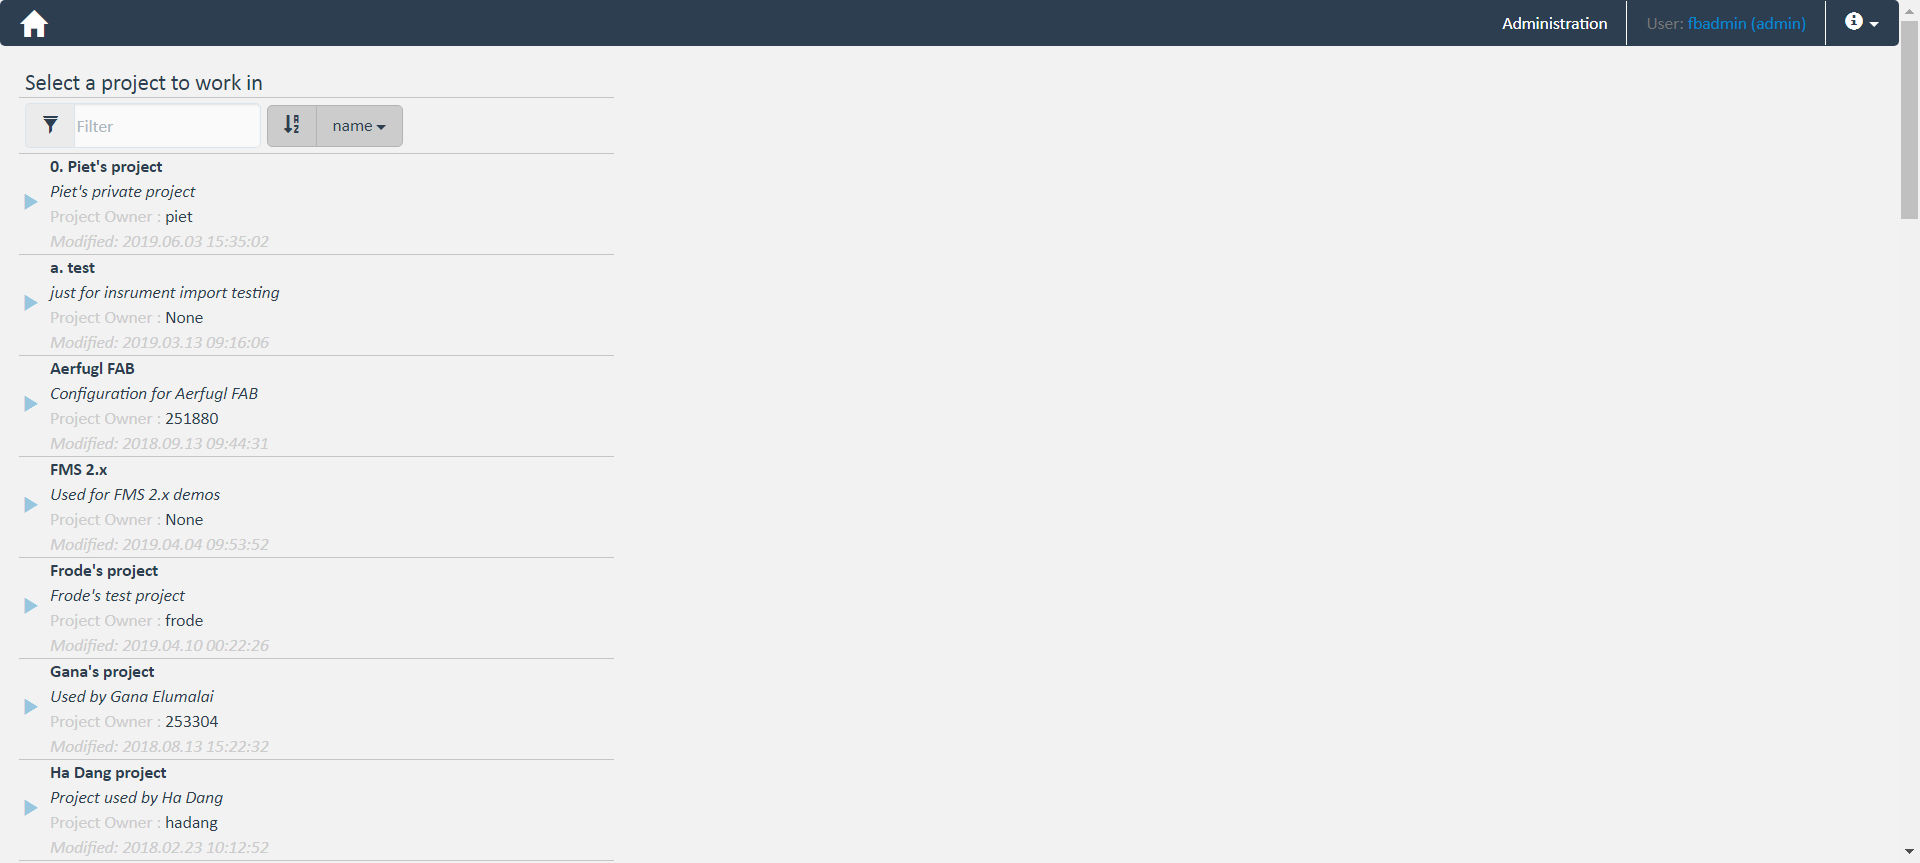 Administration
User: fbadmin (admin)
Select a project to work in
Filter
name
0. Piet's project
Piet's private project
Project Owner : piet
Modified: 2019.06.03 15:35:02
a. test
just for insrument import testing
Project Owner : None
Modified: 2019.03.13 09:16:06
Aerfugl FAB
Configuration for Aerfugl FAB
Project Owner : 251880
Modified: 2018.09.13 09:44:31
FMS 2.x
Used for FMS 2.x demos
Project Owner : None
Modified: 2019.04.04 09:53:52
Frode's project
Frode's test project
Project Owner : frode
Modified: 2019.04.10 00:22:26
Gana's project
Used by Gana Elumalai
Project Owner : 253304
Modified: 2018.08.13 15:22:32
Ha Dang project
Project used by Ha Dang
Project Owner : hadang
Modified: 2018.02.23 10:12:52